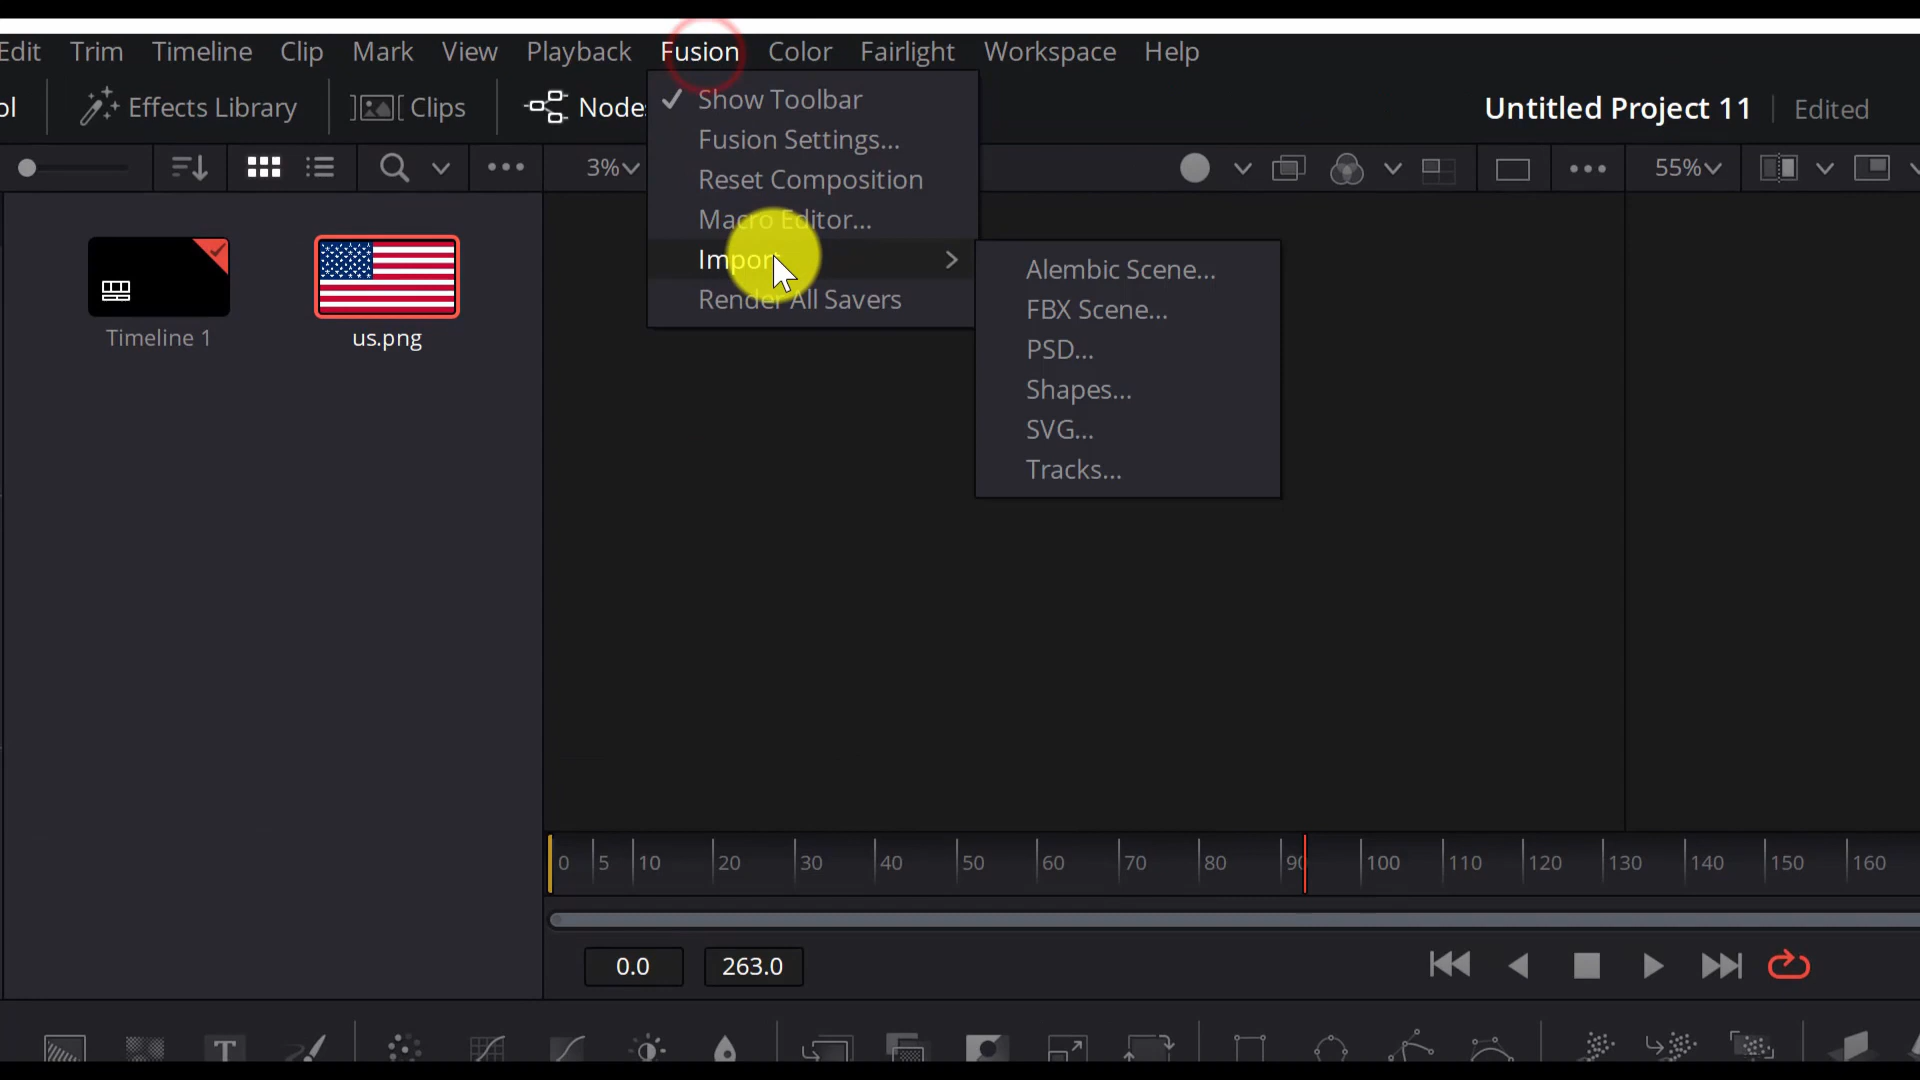 Edit Trim Timeline Clip Mark View Playback Fusion Color Fairlight Workspace Help
Effects Library Clips Untitled Project 11 Edited
3% 55%
Show Toolbar
Fusion Settings...
Reset Composition
Macro Editor...
Import
Render All Savers
Alembic Scene...
FBX Scene...
PSD...
Shapes...
SVG...
Tracks...
Timeline 1 us.png
0 5 10 20 30 40 50 60 70 80 100 110 120 130 140 150 160
0.0 263.0
T